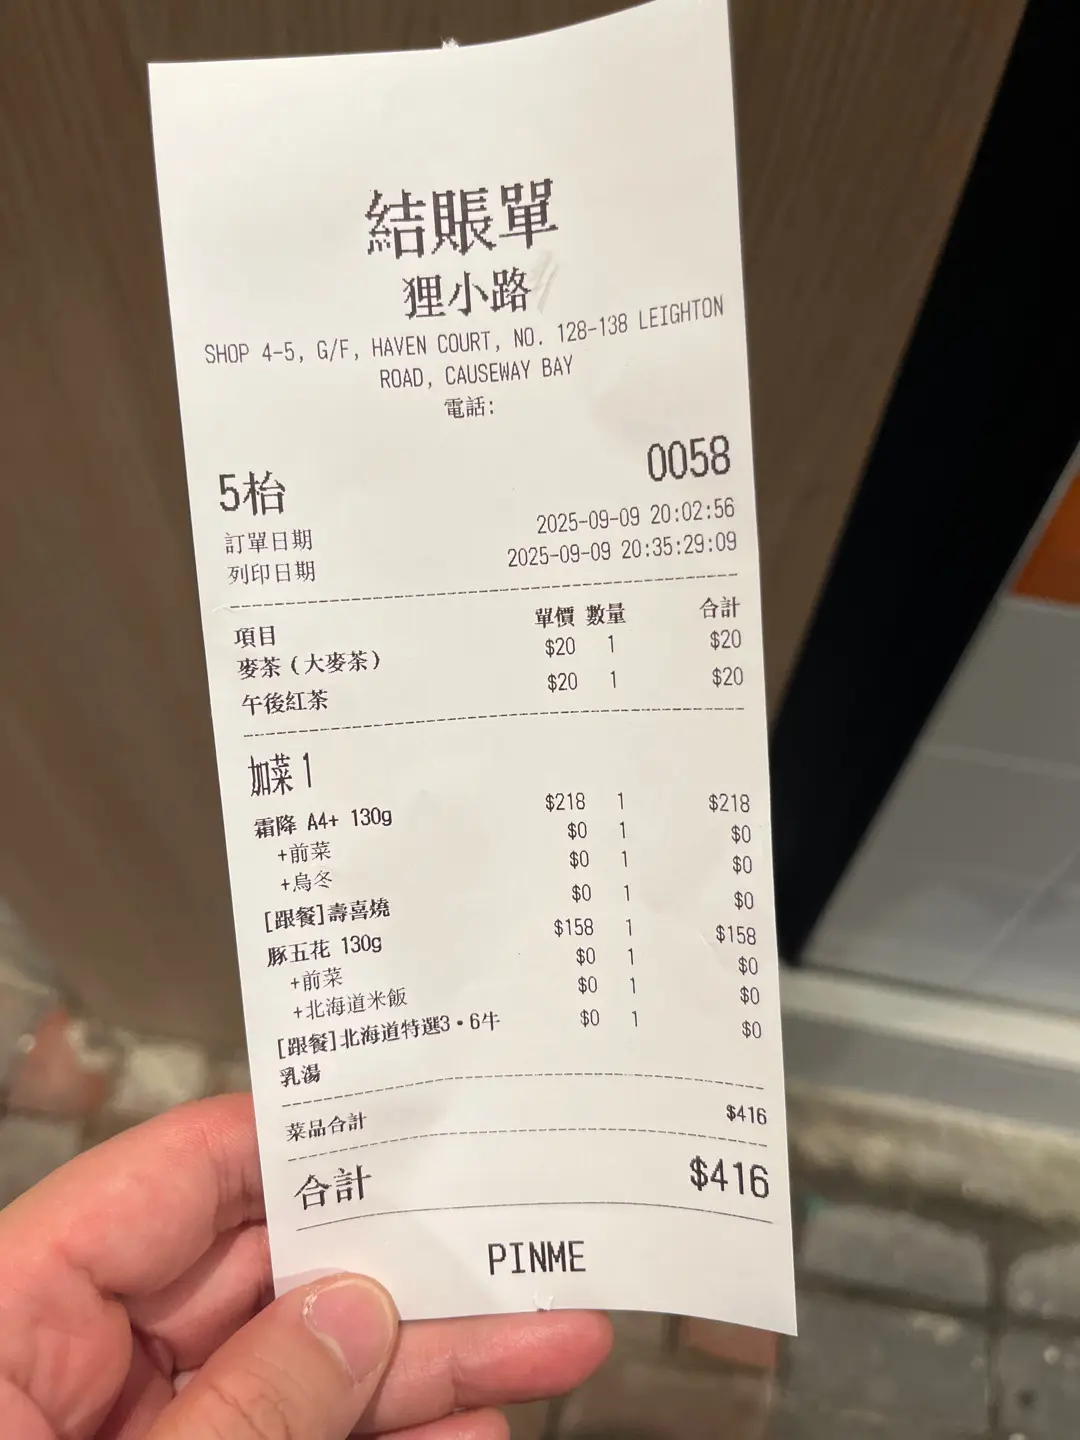 結賬單
狸小路
SHOP 4-5, G/F, HAVEN COURT, NO. 128-138 LEIGHTON
ROAD, CAUSEWAY BAY
電話:
5枱 0058
訂單日期 2025-09-09 20:02:56
列印日期 2025-09-09 20:35:29:09
項目 單價 數量 合計
麥茶(大麥茶) $20 1 $20
午後紅茶 $20 1 $20
加菜 1
霜降 A4+ 130g $218 1 $218
+前菜 $0 1 $0
+烏冬 $0 1 $0
[跟餐]壽喜燒 $0 1 $0
豚五花 130g $158 1 $158
+前菜 $0 1 $0
+北海道米飯 $0 1 $0
[跟餐]北海道特選3・6牛 $0 1 $0
乳湯
菜品合計 $416
合計 $416
PINME